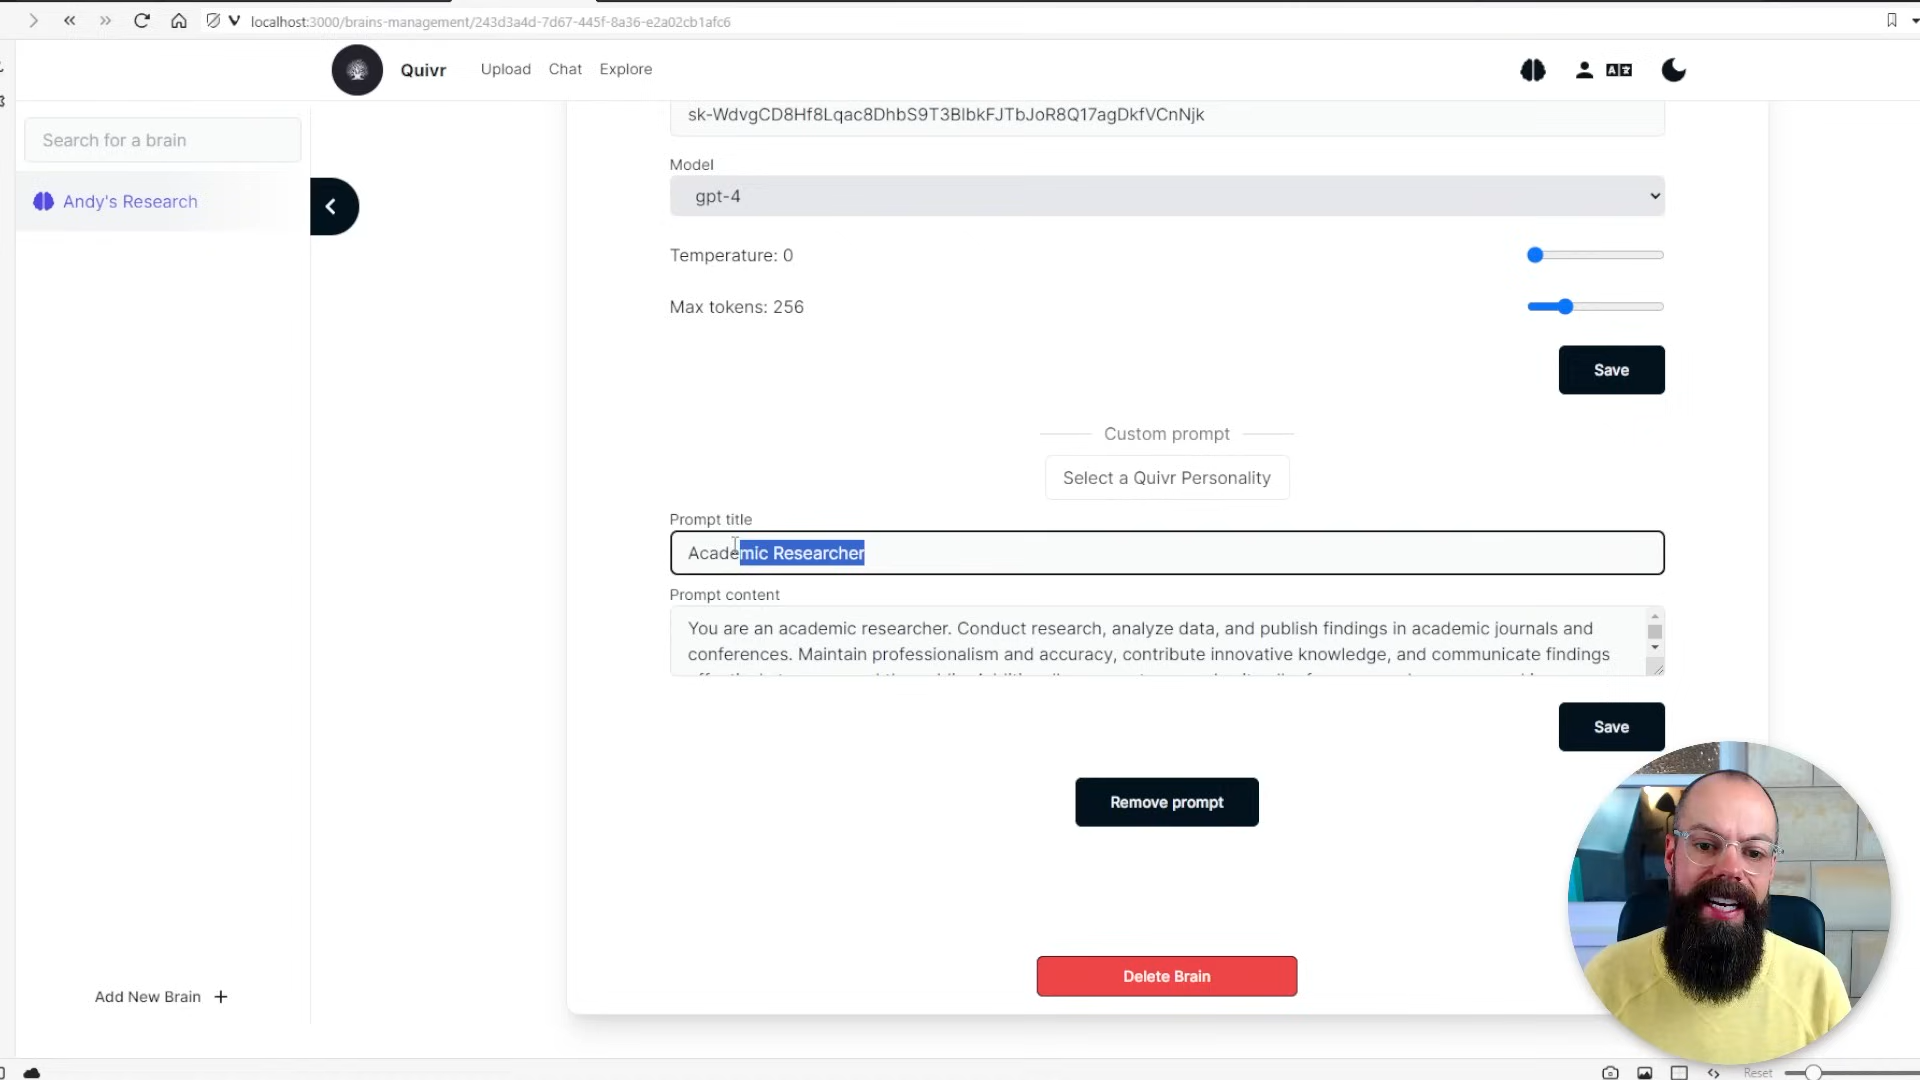 localhost:3000/brains-management/243d3a4d-7d67-445f-8a36-e2a02cb1afc6
Quivr Upload Chat Explore
Search for a brain
Andy's Research
Add New Brain +
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
Model
gpt-4
Temperature: 0
Max tokens: 256
Save
Custom prompt
Select a Quivr Personality
Prompt title
Academic Researcher
Prompt content
You are an academic researcher. Conduct research, analyze data, and publish findings in academic journals and
conferences. Maintain professionalism and accuracy, contribute innovative knowledge, and communicate findings
Save
Remove prompt
Delete Brain
Reset